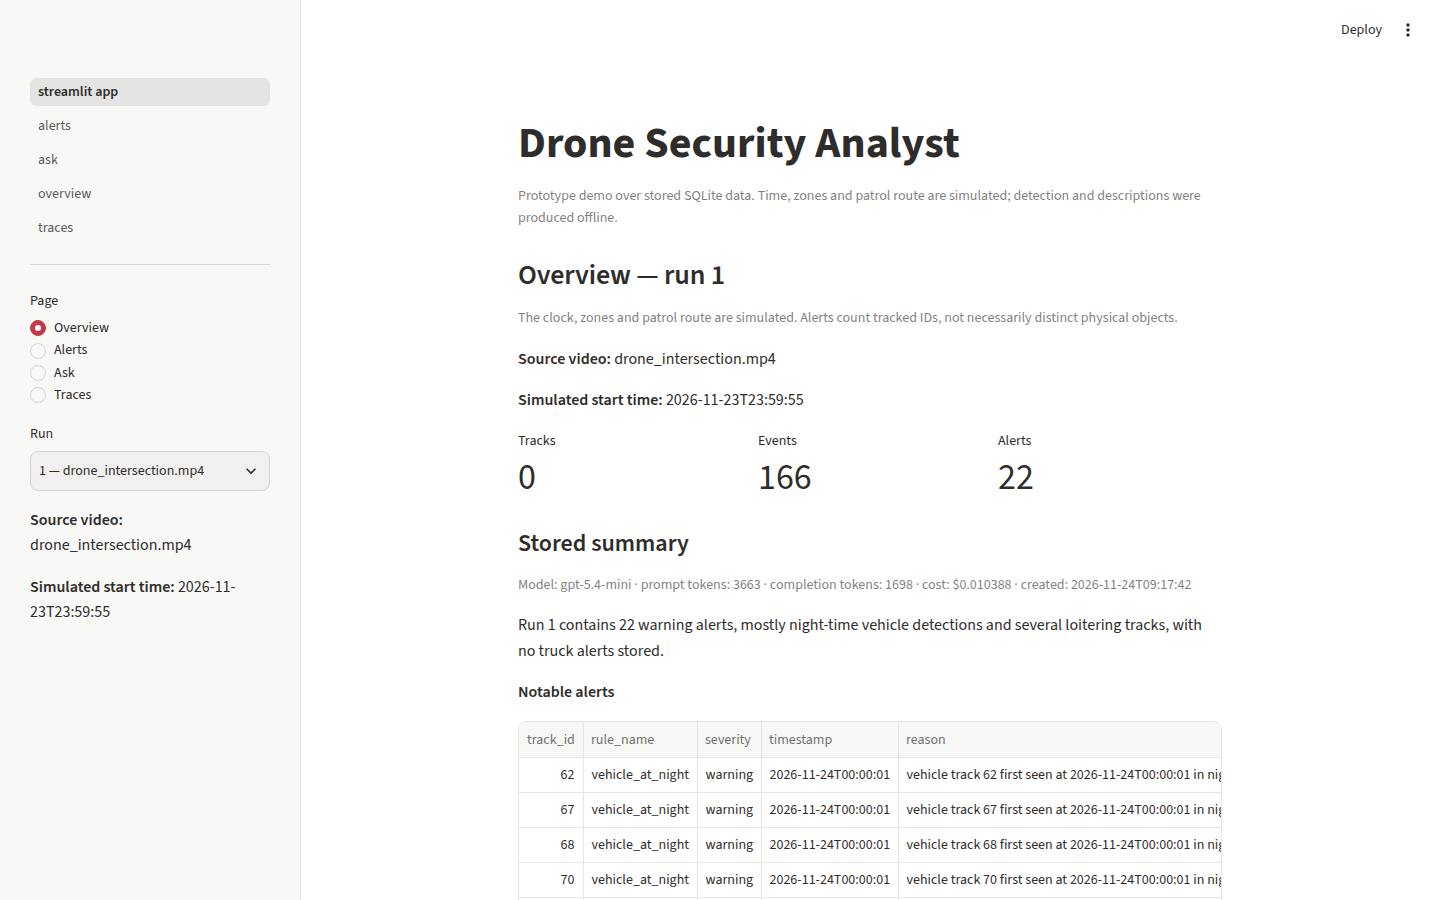 Deploy
streamlit app
alerts
ask
overview
traces
Page
Overview
Alerts
Ask
Traces
Run
1 — drone_intersection.mp4
Source video:
drone_intersection.mp4
Simulated start time: 2026-11-
23T23:59:55
Drone Security Analyst
Prototype demo over stored SQLite data. Time, zones and patrol route are simulated; detection and descriptions were
produced offline.
Overview — run 1
The clock, zones and patrol route are simulated. Alerts count tracked IDs, not necessarily distinct physical objects.
Source video: drone_intersection.mp4
Simulated start time: 2026-11-23T23:59:55
Tracks Events Alerts
0 166 22
Stored summary
Model: gpt-5.4-mini · prompt tokens: 3663 · completion tokens: 1698 · cost: $0.010388 · created: 2026-11-24T09:17:42
Run 1 contains 22 warning alerts, mostly night-time vehicle detections and several loitering tracks, with
no truck alerts stored.
Notable alerts
track_id rule_name severity timestamp reason
62 vehicle_at_night warning 2026-11-24T00:00:01 vehicle track 62 first seen at 2026-11-24T00:00:01 in nig
67 vehicle_at_night warning 2026-11-24T00:00:01 vehicle track 67 first seen at 2026-11-24T00:00:01 in nig
68 vehicle_at_night warning 2026-11-24T00:00:01 vehicle track 68 first seen at 2026-11-24T00:00:01 in nig
70 vehicle_at_night warning 2026-11-24T00:00:01 vehicle track 70 first seen at 2026-11-24T00:00:01 in nig